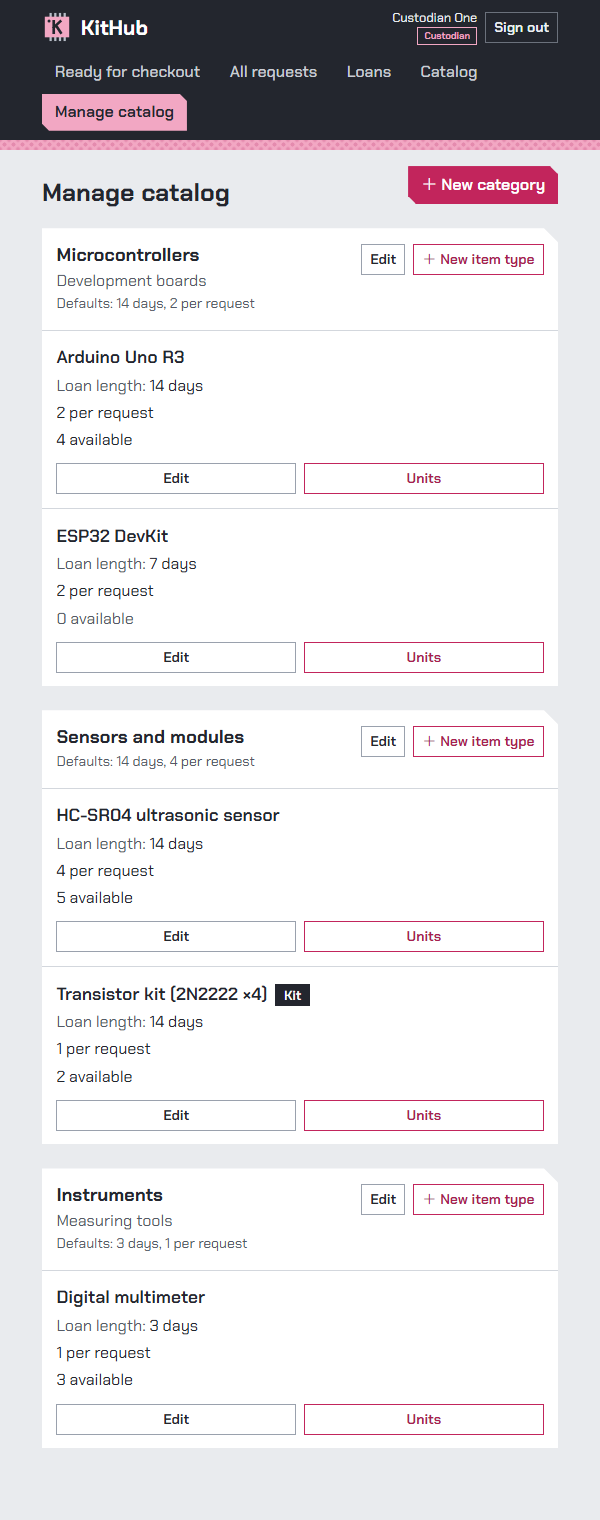 K KitHub
Custodian One
Custodian
Sign out
Ready for checkout All requests Loans Catalog
Manage catalog
Manage catalog
+ New category
Microcontrollers
Edit + New item type
Development boards
Defaults: 14 days, 2 per request
Arduino Uno R3
Loan length: 14 days
2 per request
4 available
Edit Units
ESP32 DevKit
Loan length: 7 days
2 per request
0 available
Edit Units
Sensors and modules
Edit + New item type
Defaults: 14 days, 4 per request
HC-SR04 ultrasonic sensor
Loan length: 14 days
4 per request
5 available
Edit Units
Transistor kit (2N2222 ×4) Kit
Loan length: 14 days
1 per request
2 available
Edit Units
Instruments
Edit + New item type
Measuring tools
Defaults: 3 days, 1 per request
Digital multimeter
Loan length: 3 days
1 per request
3 available
Edit Units